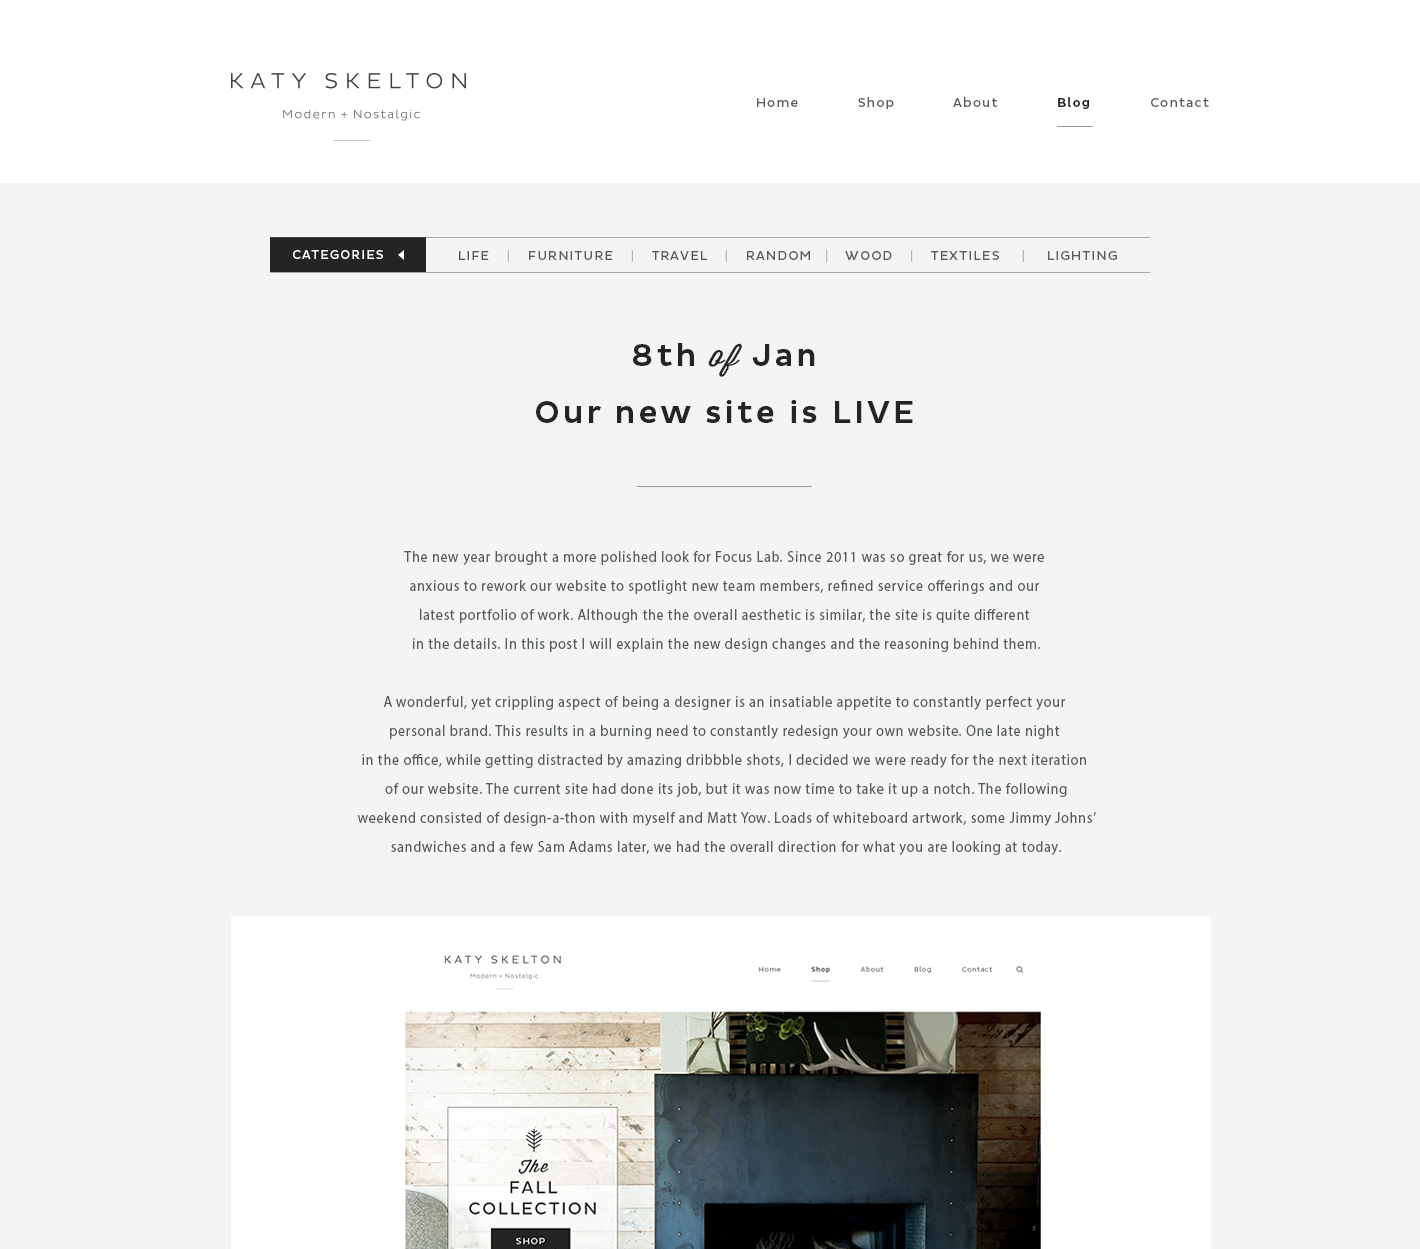 KATY SKELTON
Modern + Nostalgic
Home Shop About Blog Contact
CATEGORIES LIFE | FURNITURE | TRAVEL | RANDOM | WOOD | TEXTILES | LIGHTING
8th of Jan
Our new site is LIVE
The new year brought a more polished look for Focus Lab. Since 2011 was so great for us, we were
anxious to rework our website to spotlight new team members, refined service offerings and our
latest portfolio of work. Although the the overall aesthetic is similar, the site is quite different
in the details. In this post I will explain the new design changes and the reasoning behind them.
A wonderful, yet crippling aspect of being a designer is an insatiable appetite to constantly perfect your
personal brand. This results in a burning need to constantly redesign your own website. One late night
in the office, while getting distracted by amazing dribbble shots, I decided we were ready for the next iteration
of our website. The current site had done its job, but it was now time to take it up a notch. The following
weekend consisted of design-a-thon with myself and Matt Yow. Loads of whiteboard artwork, some Jimmy Johns’
sandwiches and a few Sam Adams later, we had the overall direction for what you are looking at today.
KATY SKELTON
Modern + Nostalgic
Home Shop About Blog Contact
The
FALL
COLLECTION
SHOP